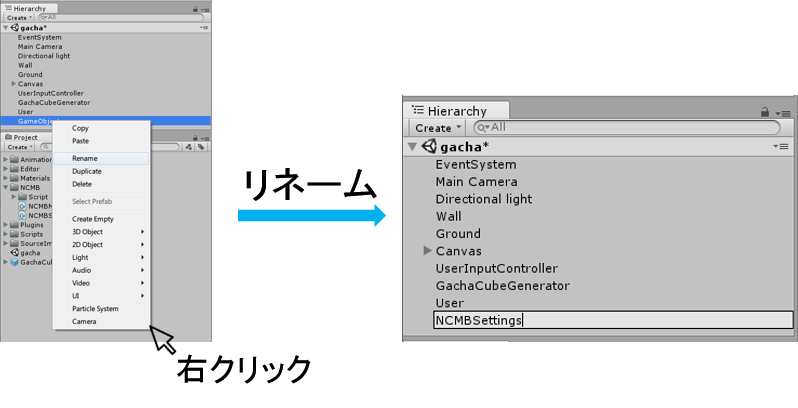 Hierarchy
Create
All
gacha*
EventSystem
Main Camera
Directional light
Wall
Ground
Canvas
UserInputController
GachaCubeGenerator
User
GameObje
Project
Create
Animation
Editor
Materials
NCMB
Script
NCMBM
NCMBS
Plugins
Scripts
SourceIm
gacha
GachaCu
Copy
Paste
Rename
Duplicate
Delete
Select Prefab
Create Empty
3D Object
2D Object
Light
Audio
Video
UI
Particle System
Camera
右クリック
リネーム
Hierarchy
Create
All
gacha*
EventSystem
Main Camera
Directional light
Wall
Ground
Canvas
UserInputController
GachaCubeGenerator
User
NCMBSettings